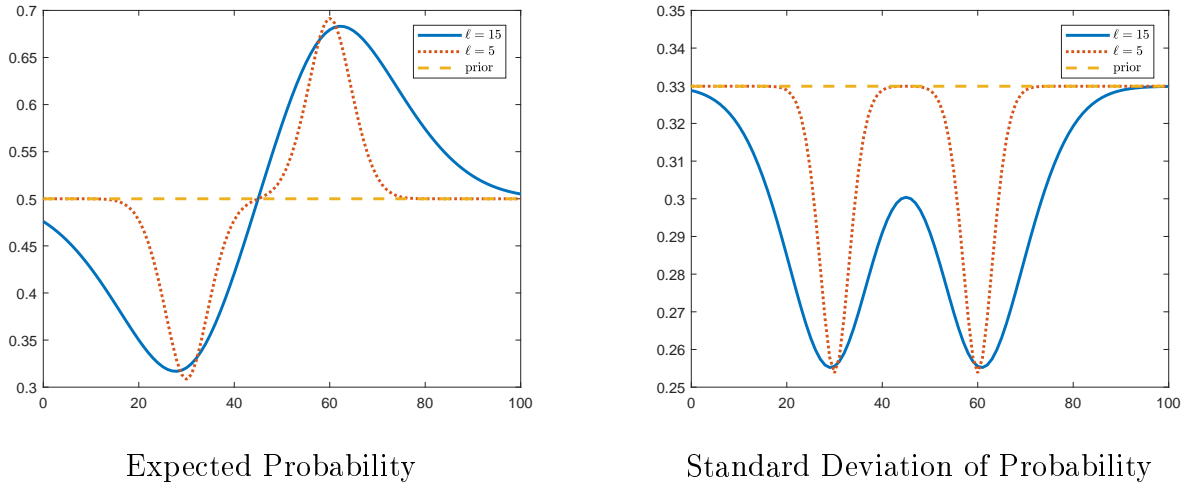 0.7
0.65
0.6
0.55
0.5
0.45
0.4
0.35
0.3
0 20 40 60 80 100
ℓ = 15
ℓ = 5
prior
Expected Probability
0.35
0.34
0.33
0.32
0.31
0.3
0.29
0.28
0.27
0.26
0.25
0 20 40 60 80 100
ℓ = 15
ℓ = 5
prior
Standard Deviation of Probability